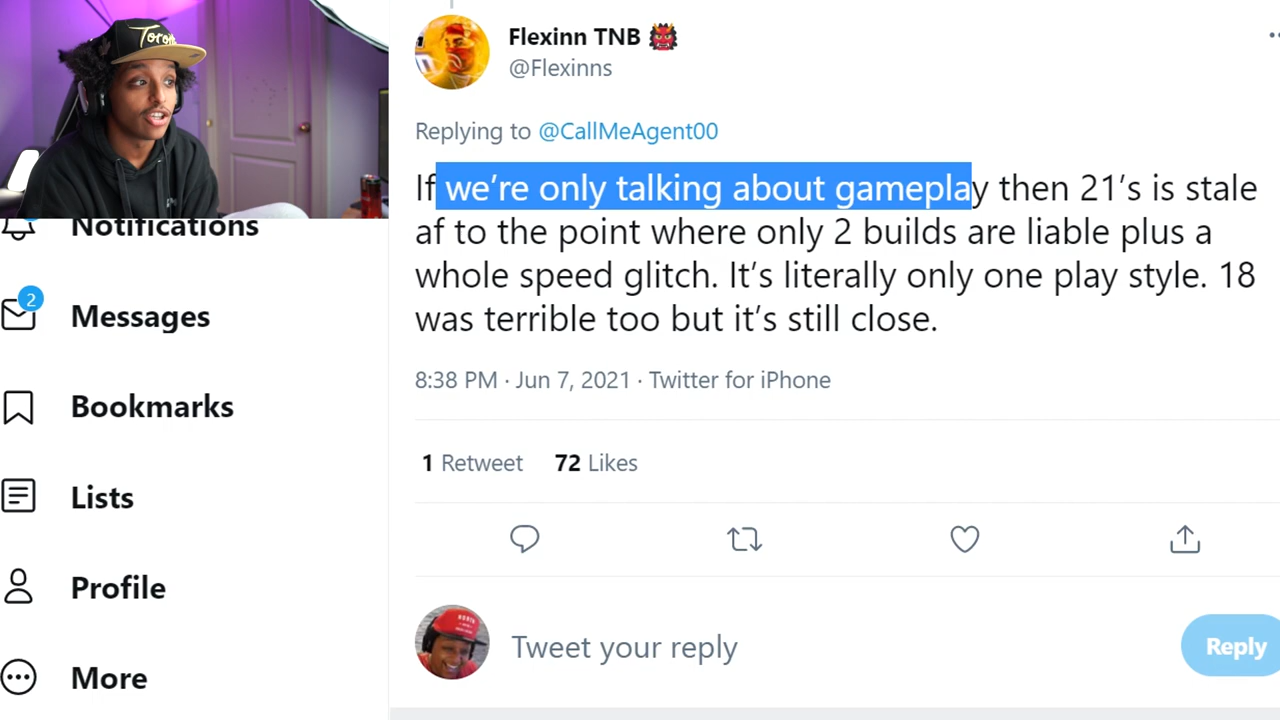 Flexinn TNB 👹
@Flexinns
Replying to @CallMeAgent00
If we're only talking about gameplay then 21's is stale
af to the point where only 2 builds are liable plus a
whole speed glitch. It's literally only one play style. 18
was terrible too but it's still close.
8:38 PM · Jun 7, 2021 · Twitter for iPhone
1 Retweet 72 Likes
Tweet your reply
Reply
Notifications
2
Messages
Bookmarks
Lists
Profile
More